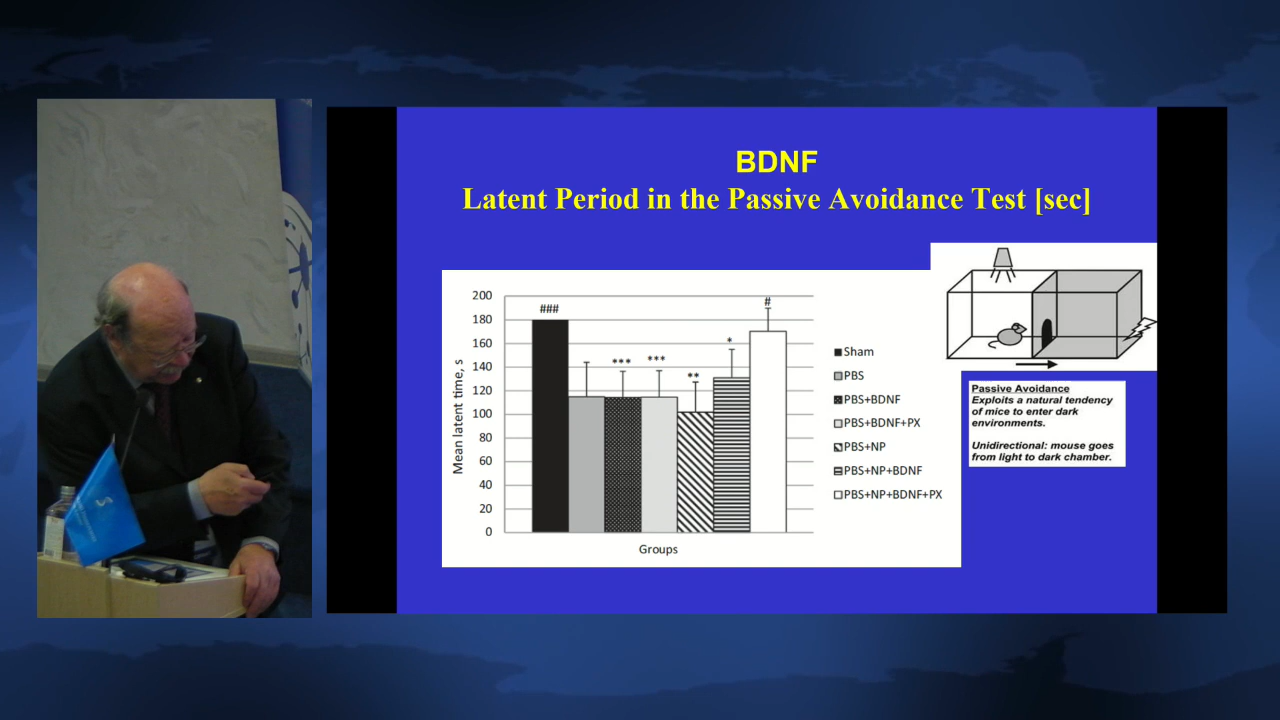 BDNF
Latent Period in the Passive Avoidance Test [sec]
200
180
160
140
120
100
80
60
40
20
0
Mean latent time, s
###
***
***
**
*
#
Groups
Sham
PBS
PBS+BDNF
PBS+BDNF+PX
PBS+NP
PBS+NP+BDNF
PBS+NP+BDNF+PX
Passive Avoidance
Exploits a natural tendency
of mice to enter dark
environments.
Unidirectional: mouse goes
from light to dark chamber.